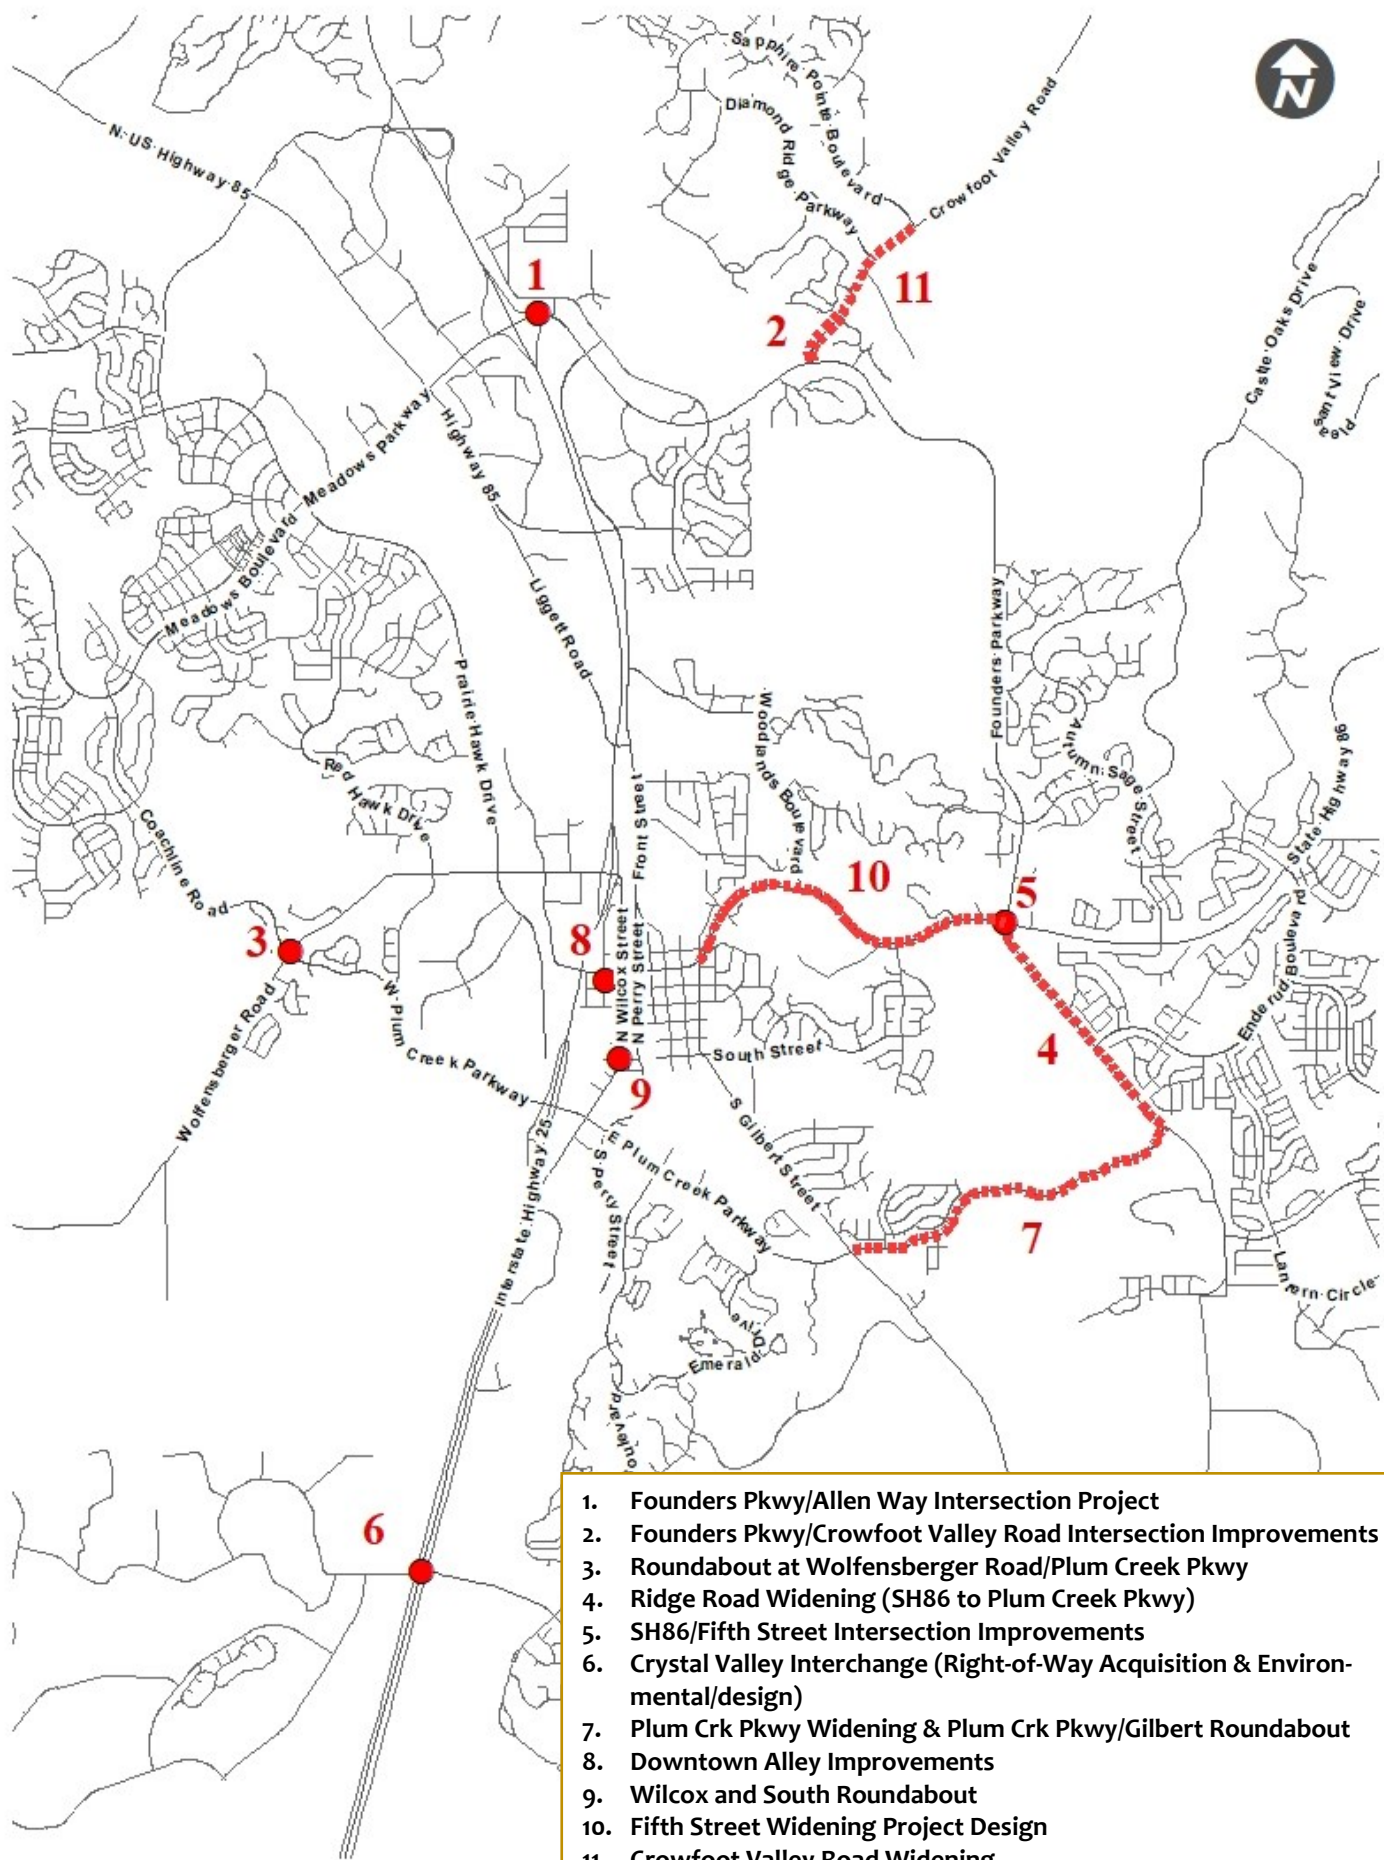 Sapphire Pointe Boulevard
N
Diamond Ridge Parkway
Crowfoot Valley Road
N US Highway 85
1
11
2
Castle Oaks Drive
Pleasant View Drive
Meadows Parkway
Highway 85
Meadows Boulevard
Liggett Road
Founders Parkway
Prairie Hawk Drive
Woodlands Boulevard
Autumn Sage Street
State Highway 86
Red Hawk Drive
Front Street
Coachline Road
10
5
3
8
N Wilcox Street
N Perry Street
Enderud Boulevard
W Plum Creek Parkway
Wolfensberger Road
South Street
4
9
S Gilbert Street
Interstate Highway 25
E Plum Creek Parkway
S Perry Street
7
Lantern Circle
Emerald Drive
oulevard
6
1. Founders Pkwy/Allen Way Intersection Project
2. Founders Pkwy/Crowfoot Valley Road Intersection Improvements
3. Roundabout at Wolfensberger Road/Plum Creek Pkwy
4. Ridge Road Widening (SH86 to Plum Creek Pkwy)
5. SH86/Fifth Street Intersection Improvements
6. Crystal Valley Interchange (Right-of-Way Acquisition & Environ-
mental/design)
7. Plum Crk Pkwy Widening & Plum Crk Pkwy/Gilbert Roundabout
8. Downtown Alley Improvements
9. Wilcox and South Roundabout
10. Fifth Street Widening Project Design
11. Crowfoot Valley Road Widening